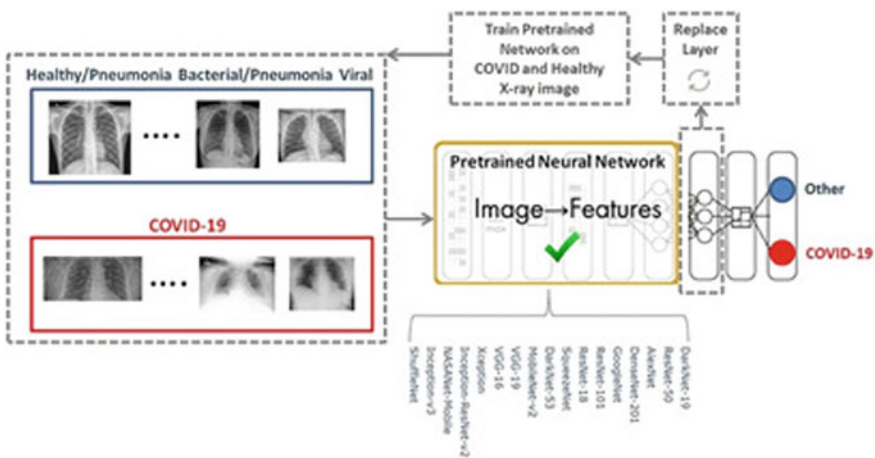 Train Pretrained
Network on
COVID and Healthy
X-ray image
Replace
Layer
Healthy/Pneumonia Bacterial/Pneumonia Viral
COVID-19
Pretrained Neural Network
Image→Features
Other
COVID-19
ShuffleNet
Inception-v3
NASANet-Mobilie
Inception-ResNet-v2
Xception
VGG-16
VGG-19
MobileNet-v2
DarkNet-53
SqueezeNet
ResNet-18
ResNet-101
GoogleNet
DenseNet-201
AlexNet
ResNet-50
DarkNet-19